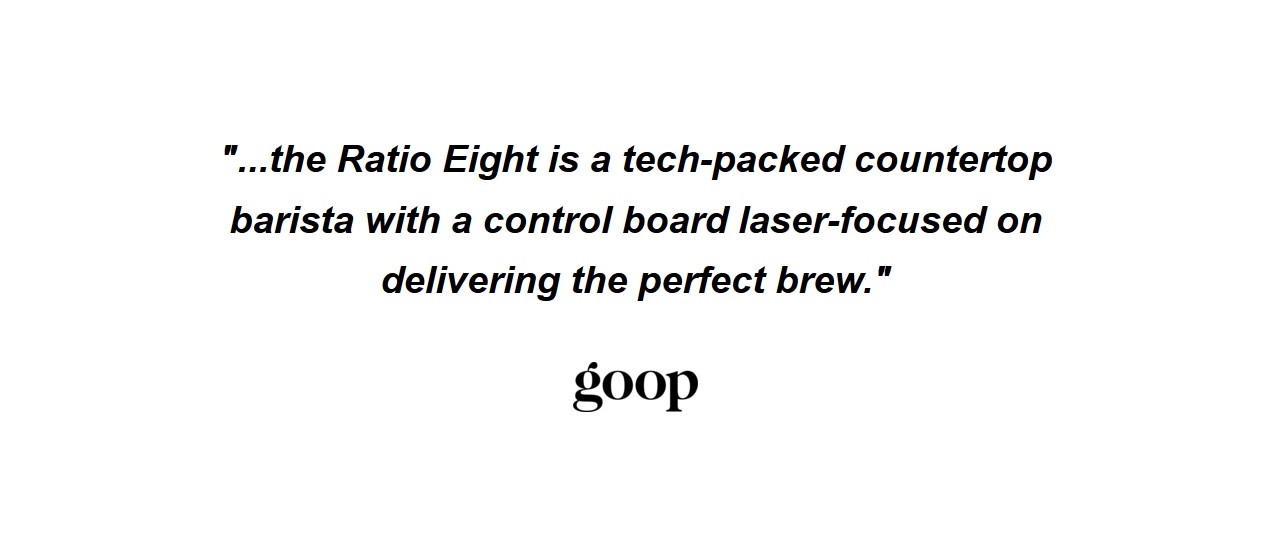 "...the Ratio Eight is a tech-packed countertop
barista with a control board laser-focused on
delivering the perfect brew."
goop